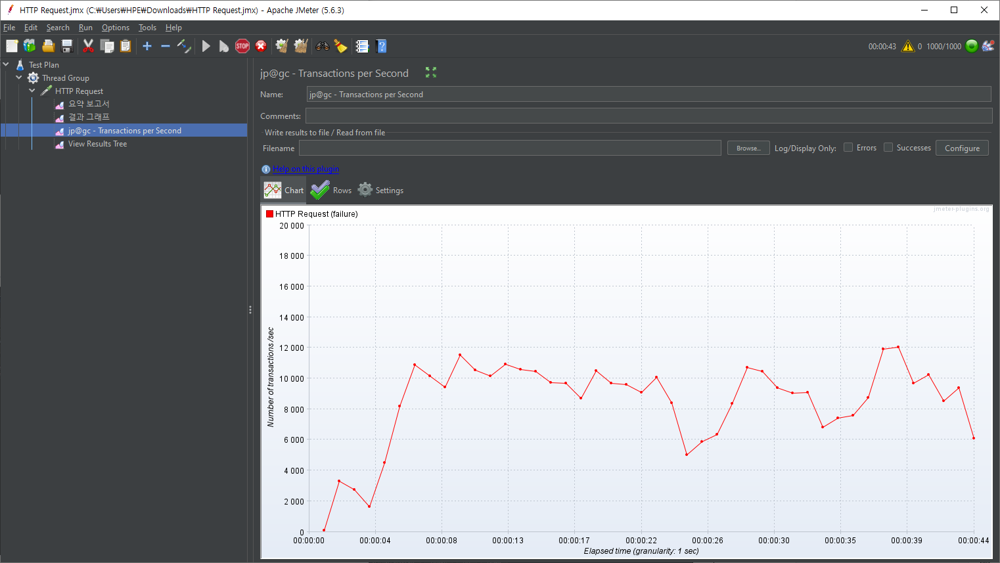 HTTP Request.jmx (C:₩Users₩HPE₩Downloads₩HTTP Request.jmx) - Apache JMeter (5.6.3)
File Edit Search Run Options Tools Help
STOP
00:00:43 0 1000/1000
Test Plan
Thread Group
HTTP Request
요약 보고서
결과 그래프
jp@gc - Transactions per Second
View Results Tree
jp@gc - Transactions per Second
Name: jp@gc - Transactions per Second
Comments:
Write results to file / Read from file
Filename Browse... Log/Display Only: Errors Successes Configure
Help on this plugin
Chart Rows Settings
HTTP Request (failure)
jmeter-plugins.org
20 000
18 000
16 000
14 000
12 000
10 000
8 000
6 000
4 000
2 000
0
Number of transactions /sec
00:00:00 00:00:04 00:00:08 00:00:13 00:00:17 00:00:22 00:00:26 00:00:30 00:00:35 00:00:39 00:00:44
Elapsed time (granularity: 1 sec)